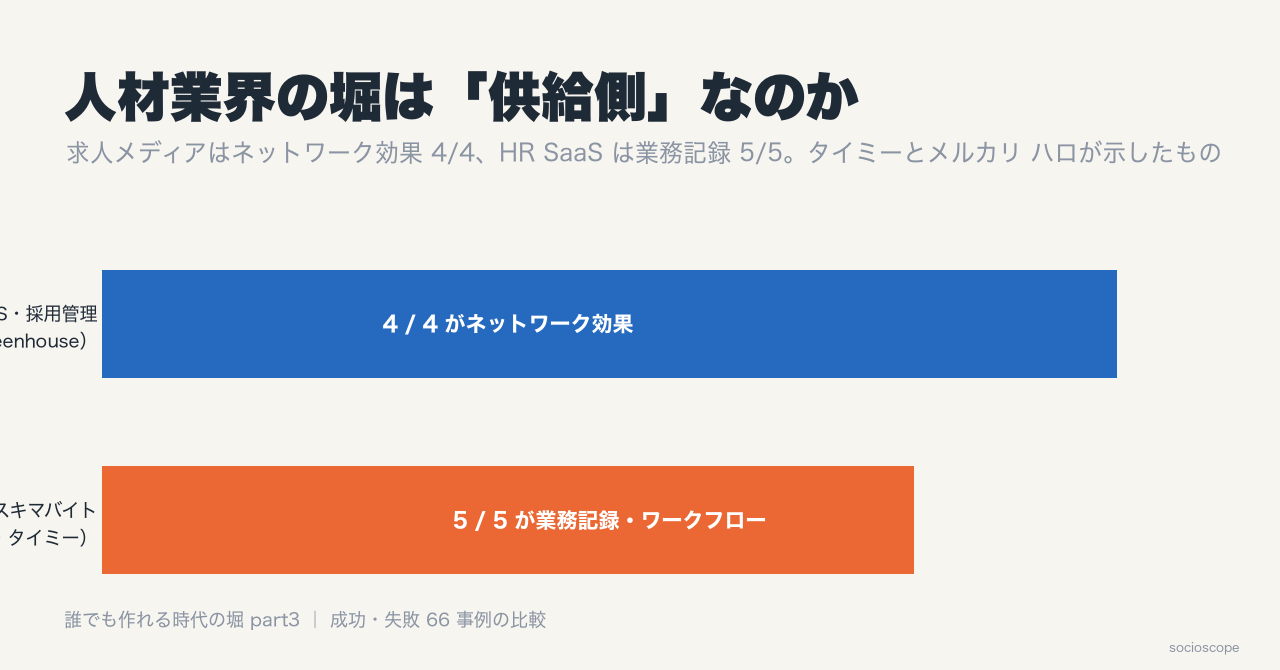 人材業界の堀は「供給側」なのか
求人メディアはネットワーク効果 4/4、HR SaaS は業務記録 5/5。タイミーとメルカリ ハロが示したもの
S・採用管理
eenhouse）
4 / 4 がネットワーク効果
スキマバイト
タイミー）
5 / 5 が業務記録・ワークフロー
誰でも作れる時代の堀 part3 ｜ 成功・失敗 66 事例の比較
socioscope